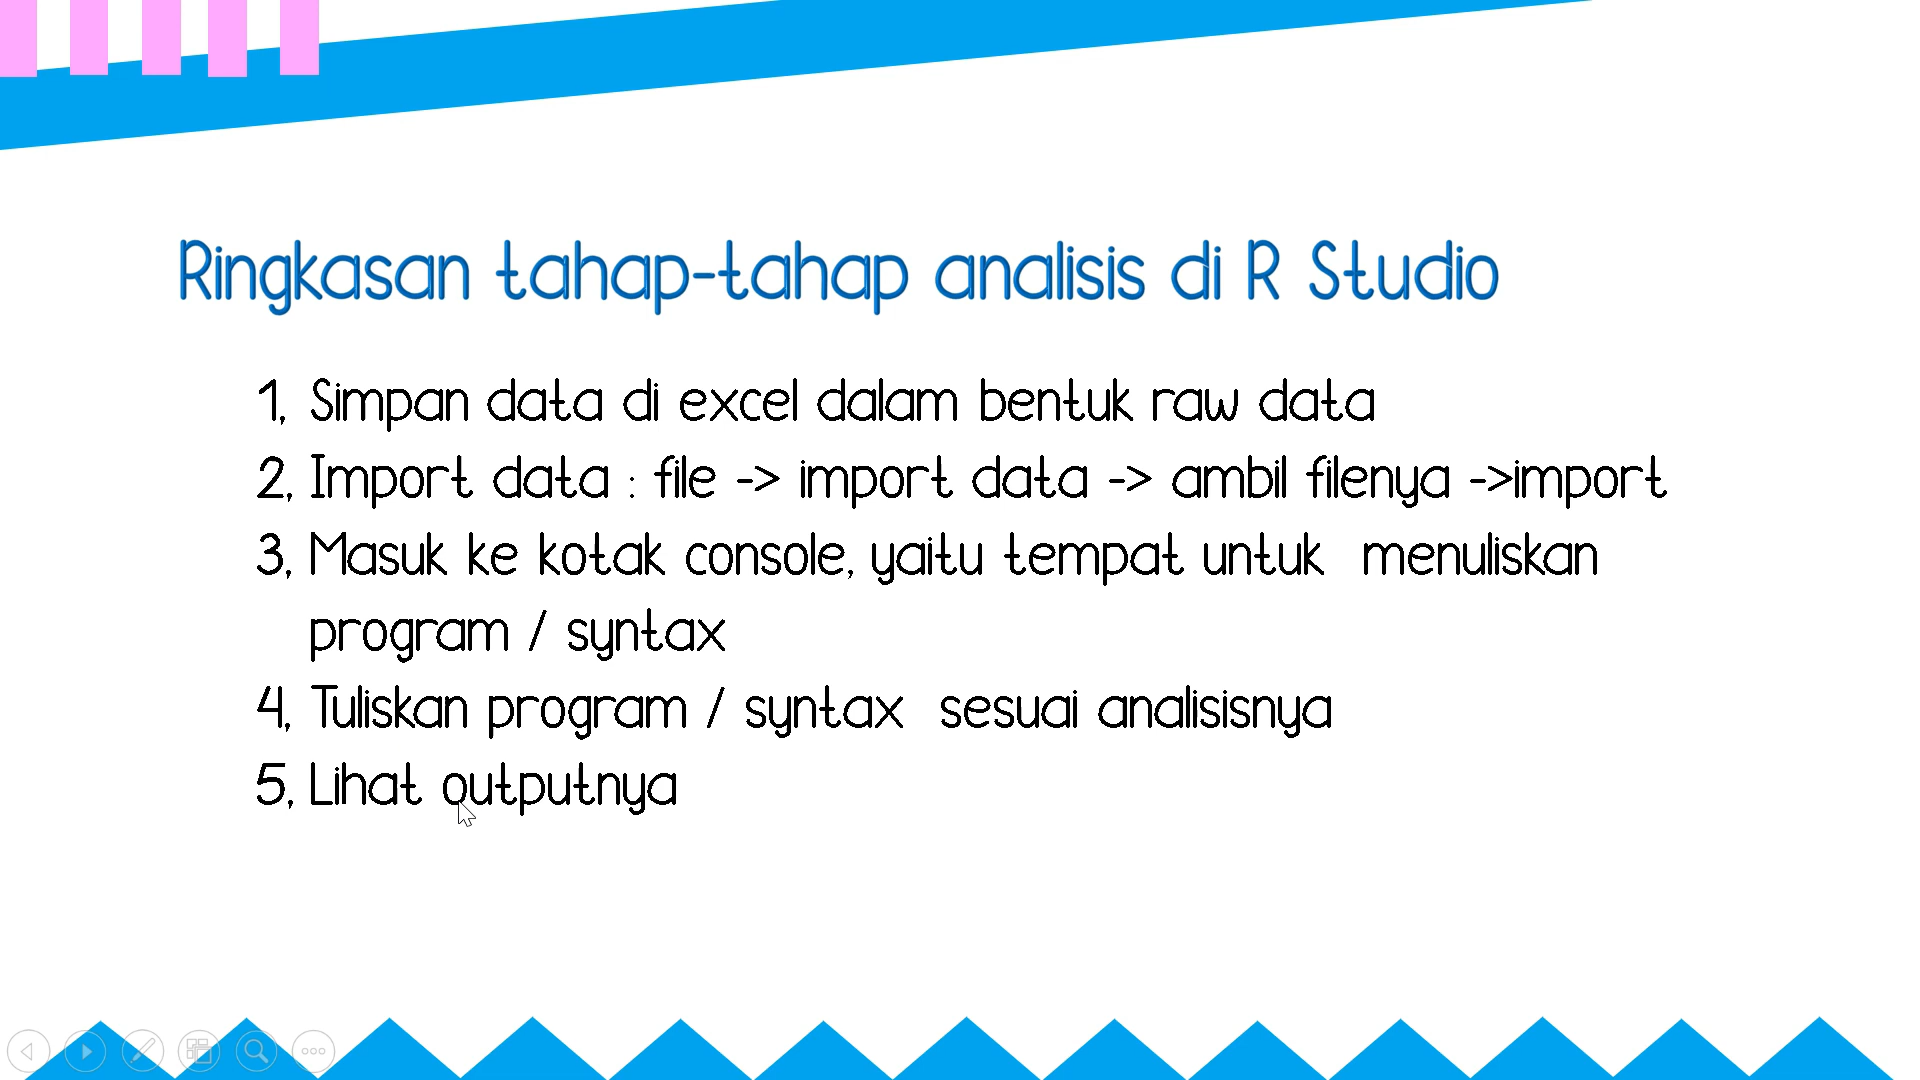 Ringkasan tahap-tahap analisis di R Studio
1, Simpan data di excel dalam bentuk raw data
2, Import data : file -> import data -> ambil filenya ->import
3, Masuk ke kotak console, yaitu tempat untuk menuliskan
program / syntax
4, Tuliskan program / syntax sesuai analisisnya
5, Lihat outputnya